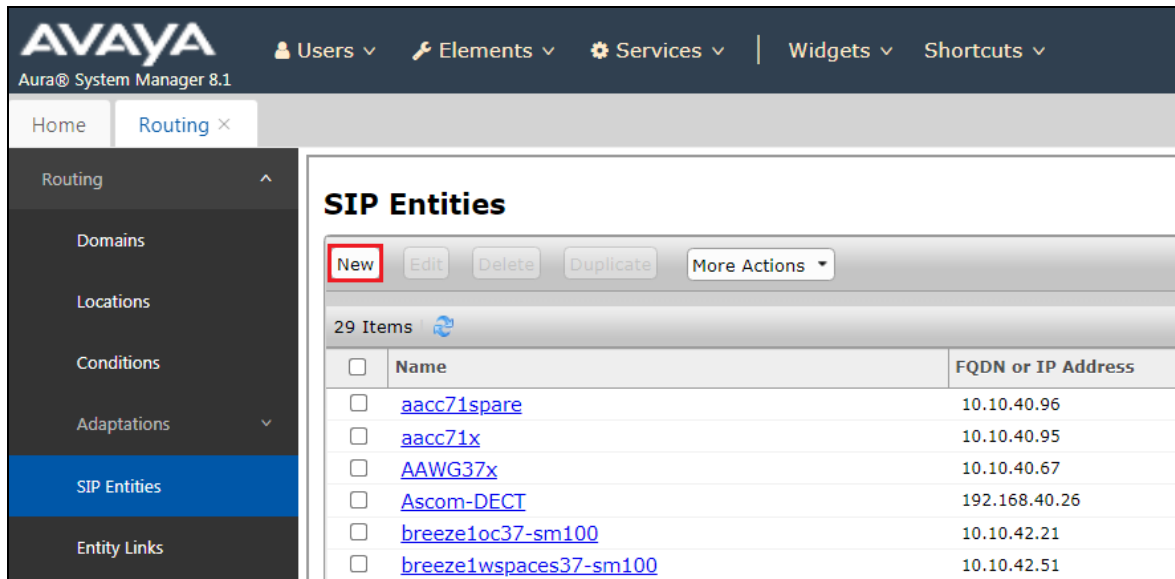 AVAYA
Aura® System Manager 8.1
Users Elements Services Widgets Shortcuts
Home Routing ×
Routing
Domains
Locations
Conditions
Adaptations
SIP Entities
Entity Links
SIP Entities
New Edit Delete Duplicate More Actions
29 Items
Name FQDN or IP Address
aacc71spare 10.10.40.96
aacc71x 10.10.40.95
AAWG37x 10.10.40.67
Ascom-DECT 192.168.40.26
breeze1oc37-sm100 10.10.42.21
breeze1wspaces37-sm100 10.10.42.51